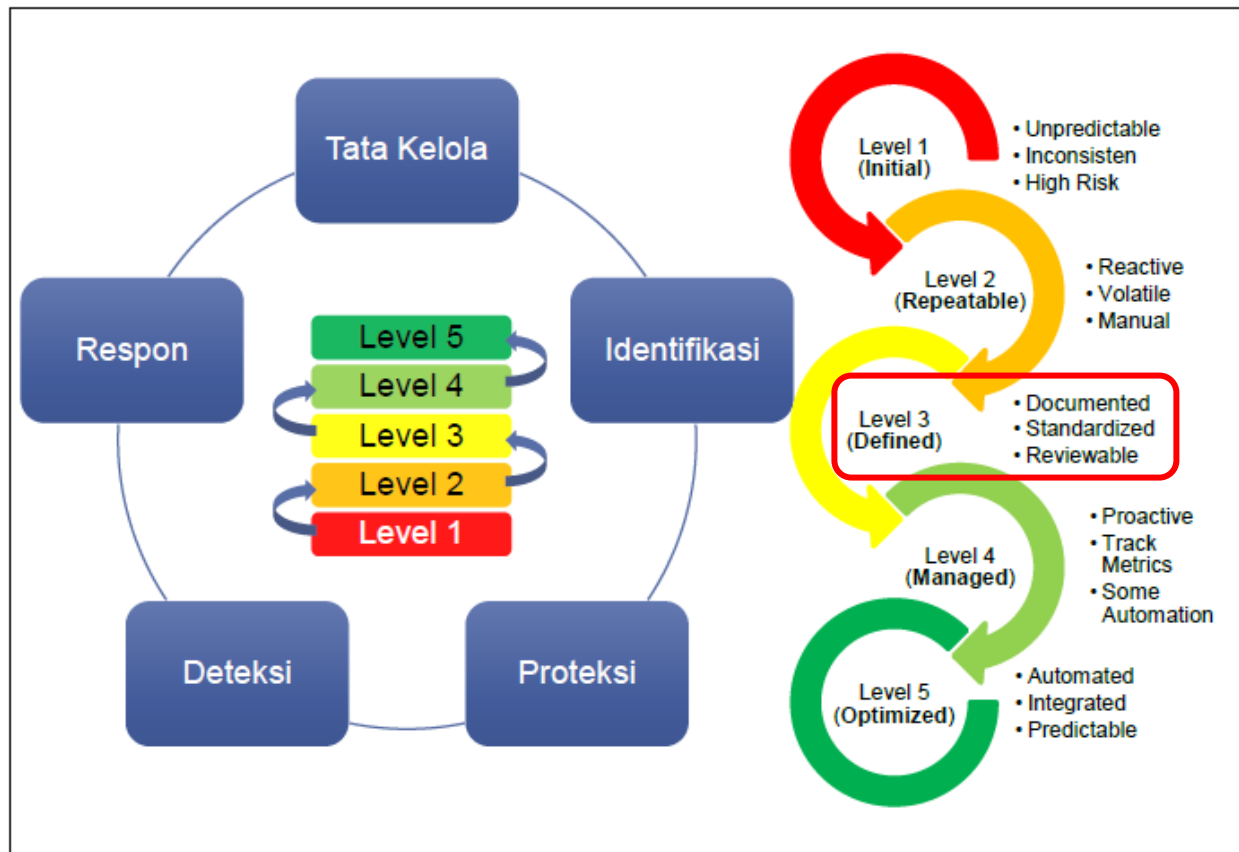 Tata Kelola
Respon
Identifikasi
Deteksi
Proteksi
Level 5
Level 4
Level 3
Level 2
Level 1
Level 1
(Initial)
• Unpredictable
• Inconsisten
• High Risk
Level 2
(Repeatable)
• Reactive
• Volatile
• Manual
Level 3
(Defined)
• Documented
• Standardized
• Reviewable
Level 4
(Managed)
• Proactive
• Track
Metrics
• Some
Automation
Level 5
(Optimized)
• Automated
• Integrated
• Predictable